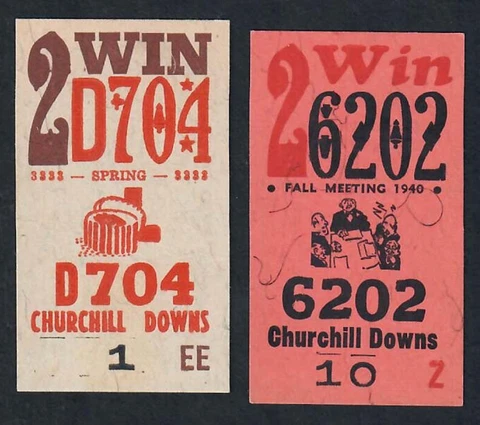 2 WIN
D704
3333 — SPRING — 3333
D704
CHURCHILL DOWNS
1 EE
2 Win
6202
• FALL MEETING 1940 •
6202
Churchill Downs
10 Z